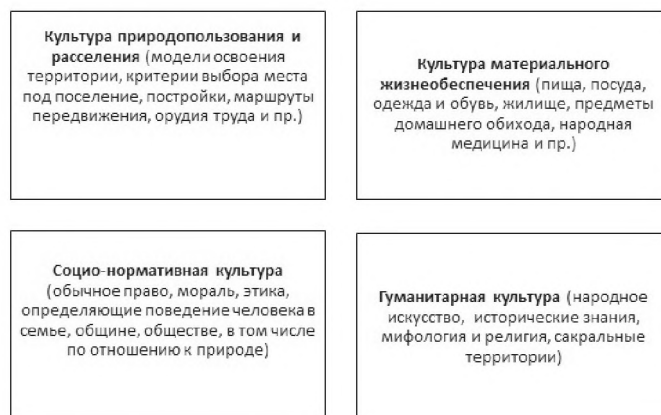 Культура природопользования и
расселения (модели освоения
территории, критерии выбора места
под поселение, постройки, маршруты
передвижения, орудия труда и пр.)
Культура материального
жизнеобеспечения (пища, посуда,
одежда и обувь, жилище, предметы
домашнего обихода, народная
медицина и пр.)
Социо-нормативная культура
(обычное право, мораль, этика,
определяющие поведение человека в
семье, общине, обществе, в том числе
по отношению к природе)
Гуманитарная культура (народное
искусство, исторические знания,
мифология и религия, сакральные
территории)